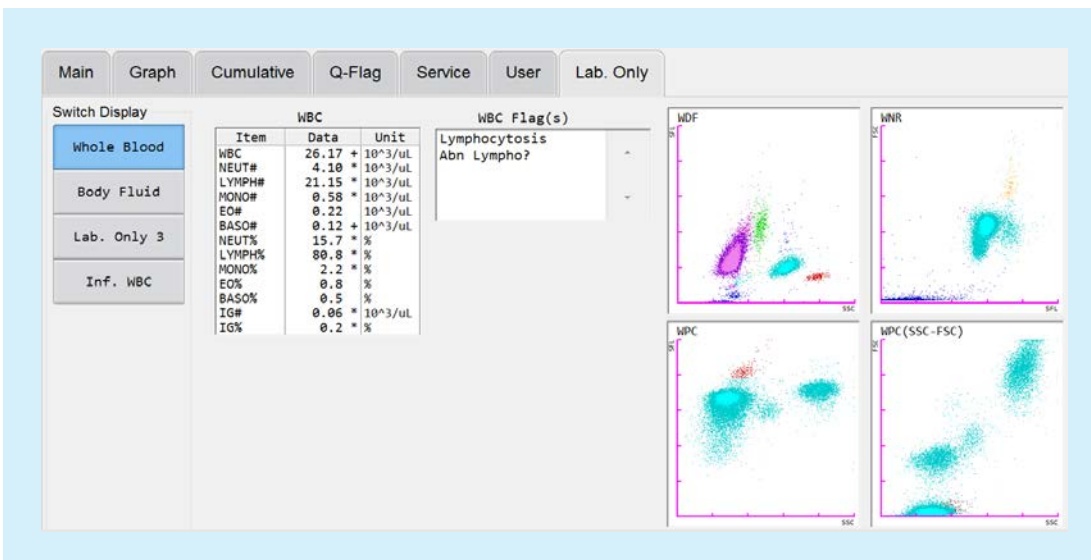 Main Graph Cumulative Q-Flag Service User Lab. Only
Switch Display
Whole Blood
Body Fluid
Lab. Only 3
Inf. WBC
WBC
Item Data Unit
WBC 26.17 + 10^3/uL
NEUT# 4.10 * 10^3/uL
LYMPH# 21.15 * 10^3/uL
MONO# 0.58 * 10^3/uL
EO# 0.22 10^3/uL
BASO# 0.12 + 10^3/uL
NEUT% 15.7 * %
LYMPH% 80.8 * %
MONO% 2.2 * %
EO% 0.8 %
BASO% 0.5 %
IG# 0.06 * 10^3/uL
IG% 0.2 * %
WBC Flag(s)
Lymphocytosis
Abn Lympho?
WDF
SFL
SSC
WNR
FSC
SFL
WPC
SFL
SSC
WPC(SSC-FSC)
FSC
SSC